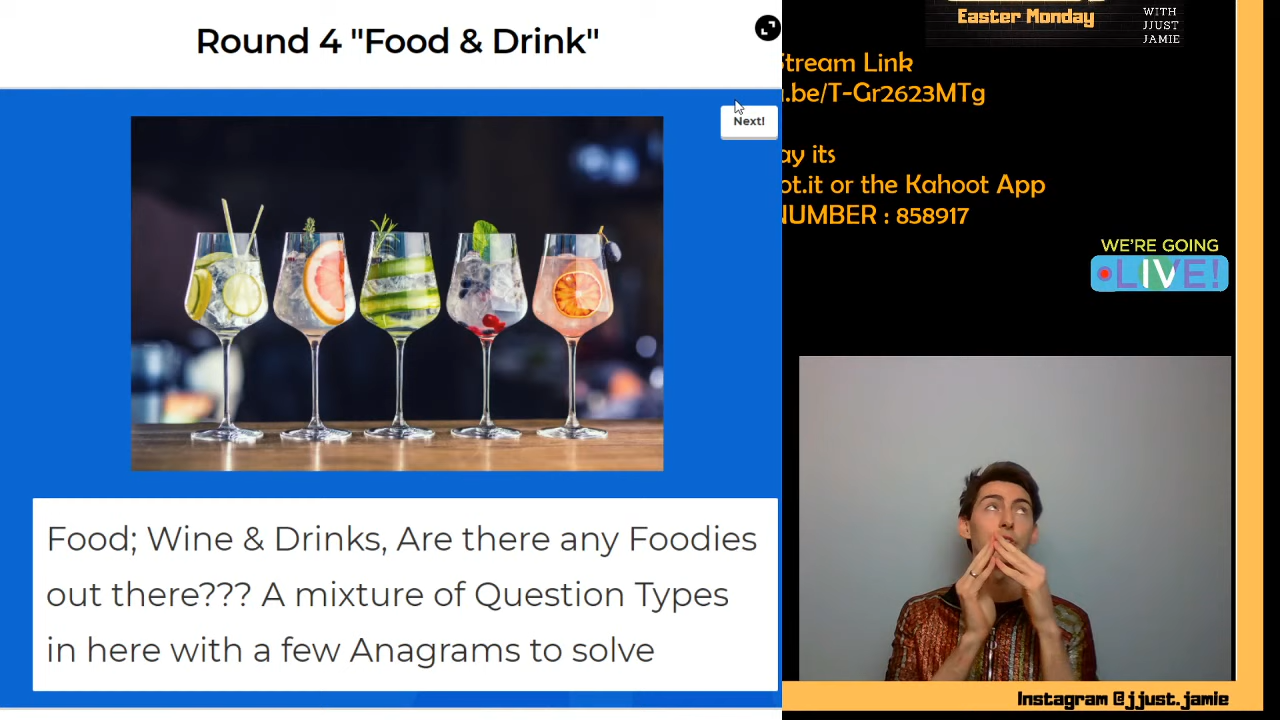 Round 4 "Food & Drink"
Next!
Food; Wine & Drinks, Are there any Foodies
out there??? A mixture of Question Types
in here with a few Anagrams to solve
Easter Monday
WITH
JJUST
JAMIE
Stream Link
.be/T-Gr2623MTg
ay its
ot.it or the Kahoot App
NUMBER : 858917
WE'RE GOING
LIVE!
Instagram @jjust.jamie